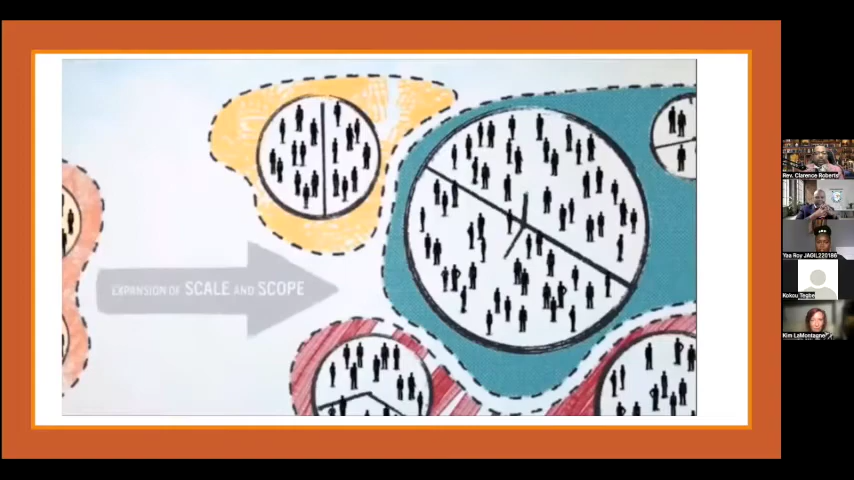 EXPANSION OF SCALE AND SCOPE
Rev. Clarence Roberts
Yaa Roy JAGIL220186
Kokou Tegbe
Kim LaMontagne